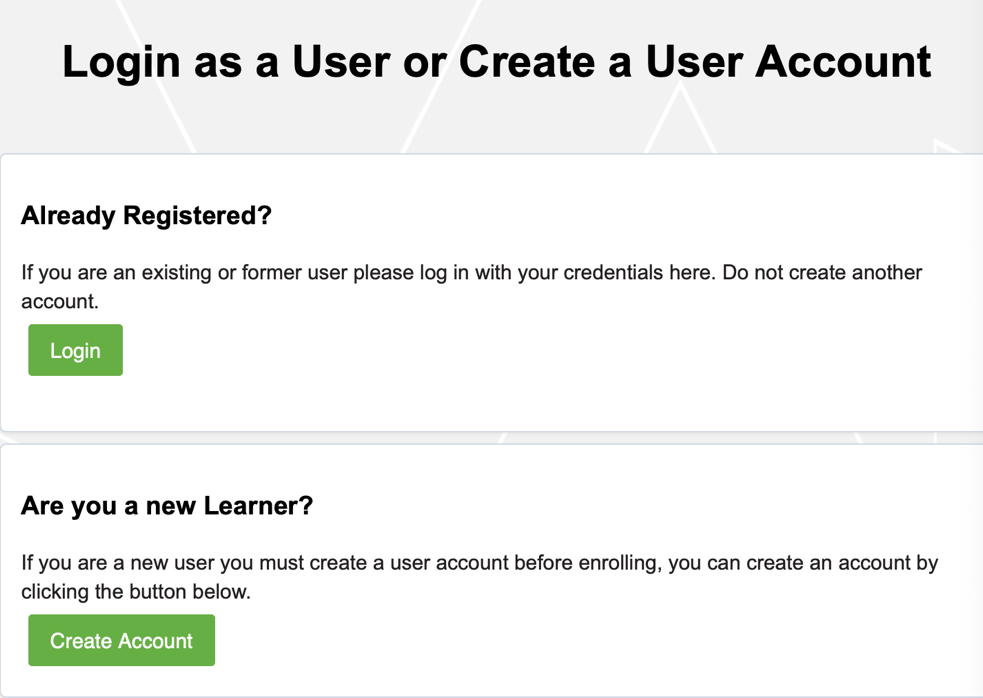 Login as a User or Create a User Account
Already Registered?
If you are an existing or former user please log in with your credentials here. Do not create another
account.
Login
Are you a new Learner?
If you are a new user you must create a user account before enrolling, you can create an account by
clicking the button below.
Create Account